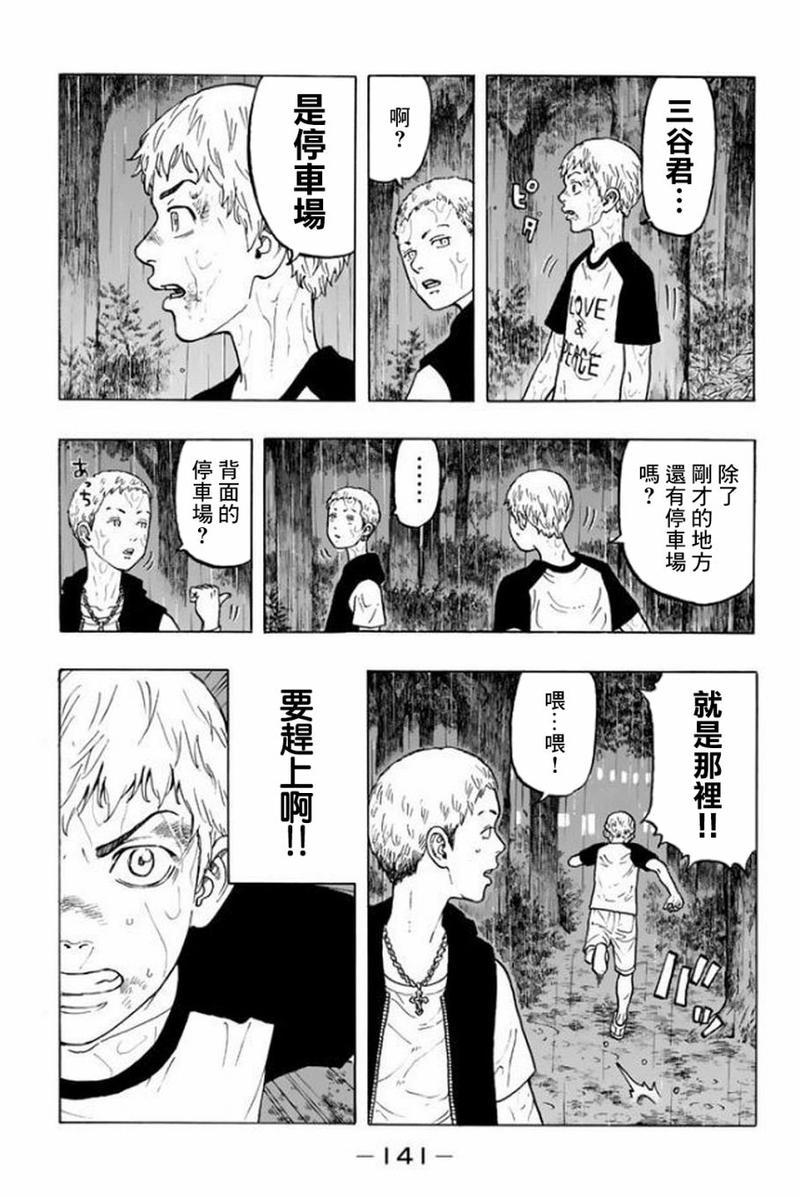 三谷君…
ピタ
LOVE
&
PEACE
啊?
是停車場
除了
剛才的地方
還有停車場
嗎?
……
背面的
停車場?
あっち
就是那裡!!
喂…喂!
ダッ
要趕上啊!!
-141-